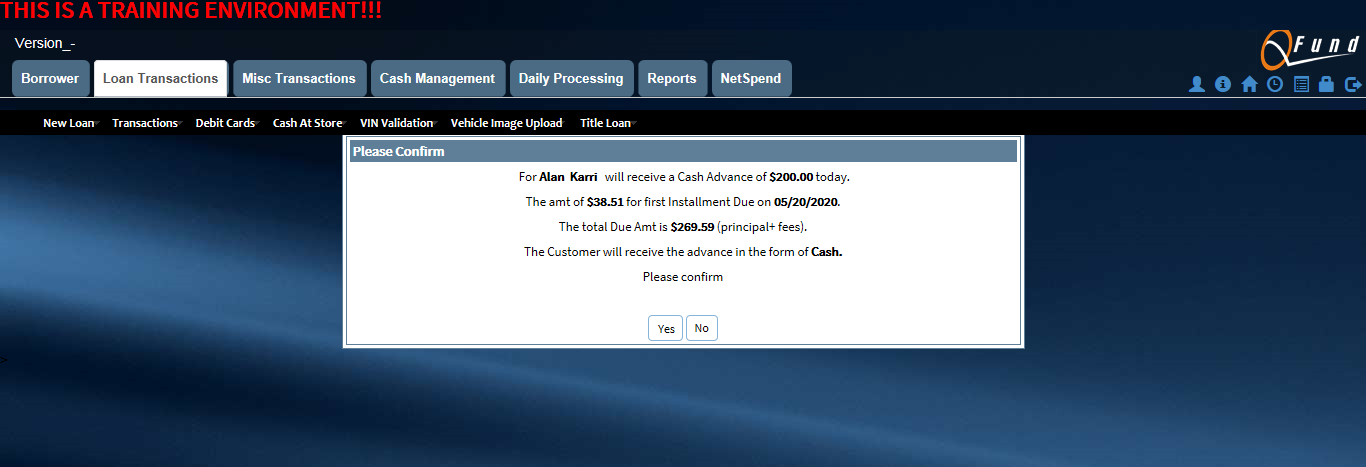 THIS IS A TRAINING ENVIRONMENT!!!
Version_-
QFund
Borrower Loan Transactions Misc Transactions Cash Management Daily Processing Reports NetSpend
New Loan Transactions Debit Cards Cash At Store VIN Validation Vehicle Image Upload Title Loan
Please Confirm
For Alan Karri will receive a Cash Advance of $200.00 today.
The amt of $38.51 for first Installment Due on 05/20/2020.
The total Due Amt is $269.59 (principal+ fees).
The Customer will receive the advance in the form of Cash.
Please confirm
Yes No
>